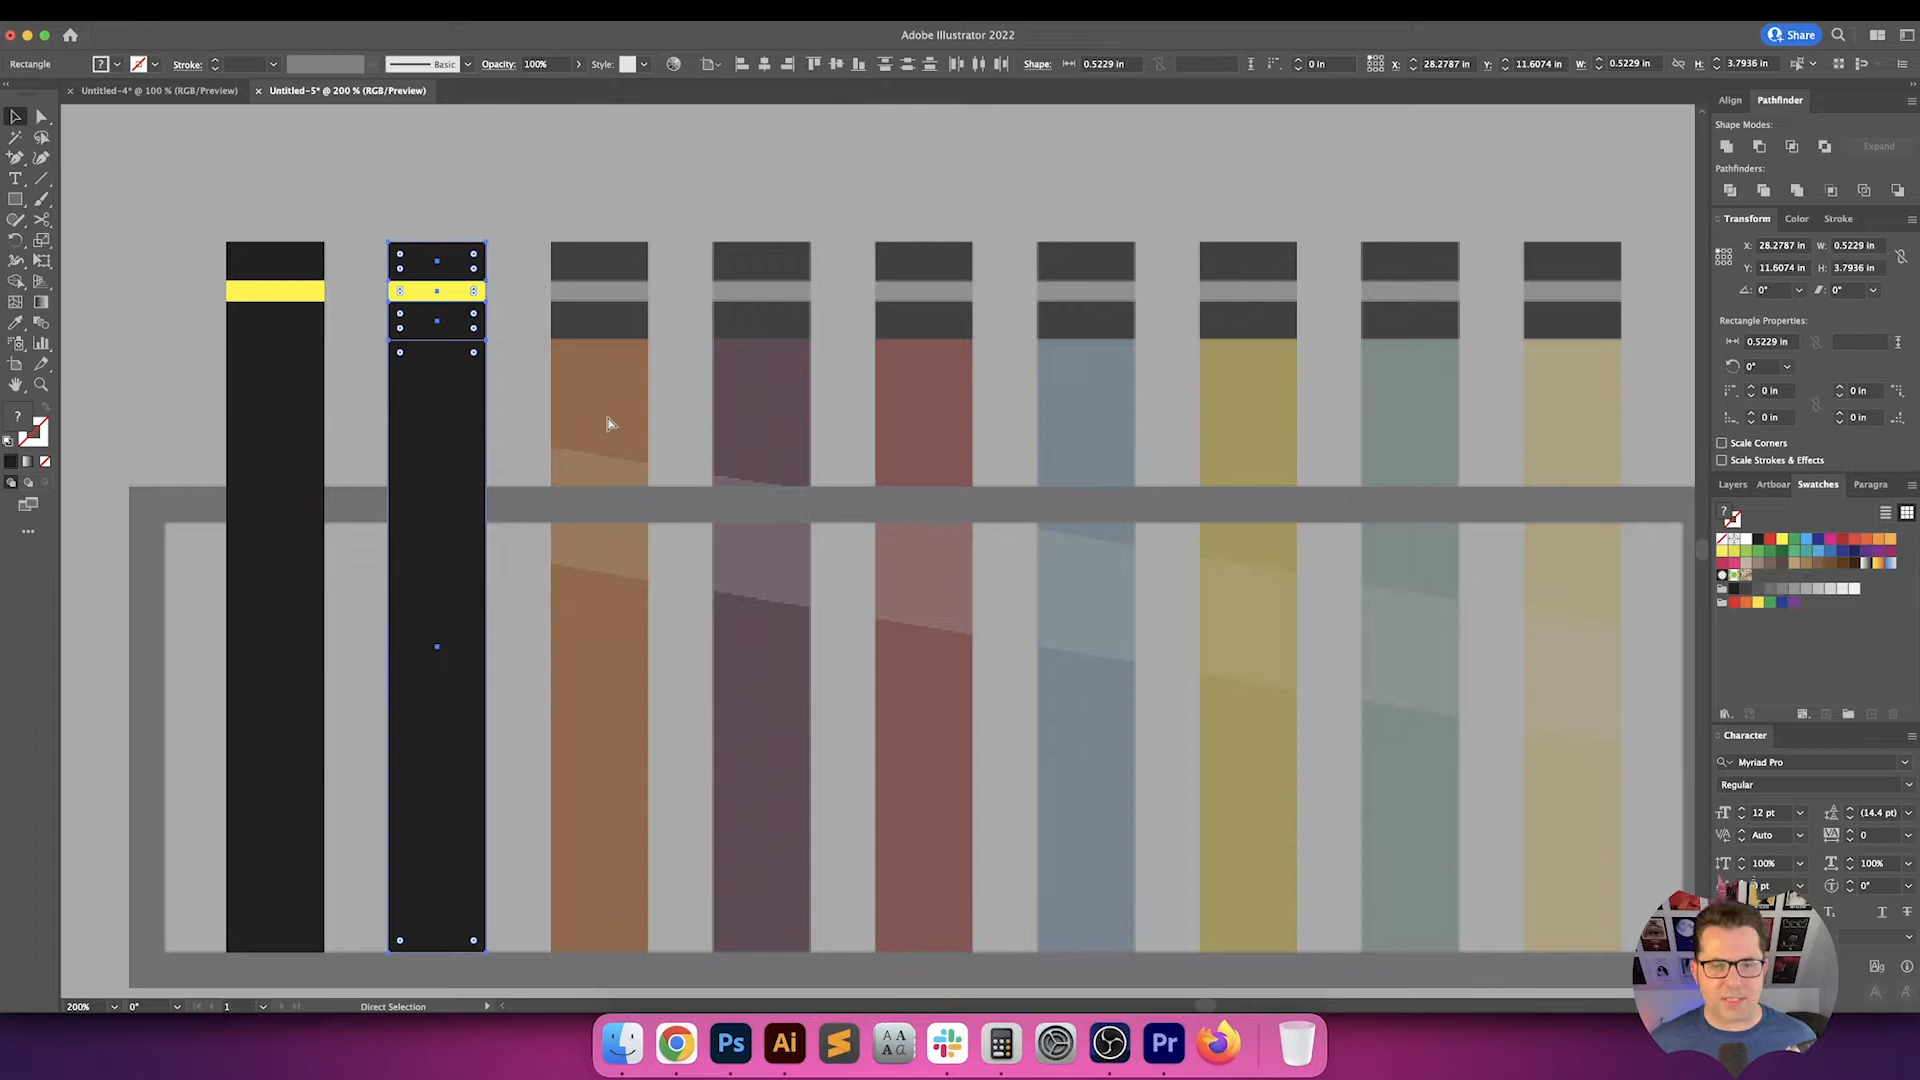 Adobe Illustrator 2022
Share
Rectangle
?
Stroke:
Basic
Opacity: 100%
Style:
Shape: 0.5229 in
0 in
X: 28.2787 in
Y: 11.6074 in
W: 0.5229 in
H: 3.7936 in
× Untitled-4* @ 100 % (RGB/Preview)
× Untitled-5* @ 200 % (RGB/Preview)
Align Pathfinder
Shape Modes:
Expand
Pathfinders:
Transform Color Stroke
X: 28.2787 in W: 0.5229 in
Y: 11.6074 in H: 3.7936 in
0° 0°
Rectangle Properties:
0.5229 in
0°
0 in 0 in
0 in 0 in
Scale Corners
Scale Strokes & Effects
Layers Artboar Swatches Paragra
?
Character
Myriad Pro
Regular
12 pt (14.4 pt)
Auto 0
100% 100%
pt 0°
200% 0° 1 Direct Selection
Ps
Ai
A A
A a
Pr